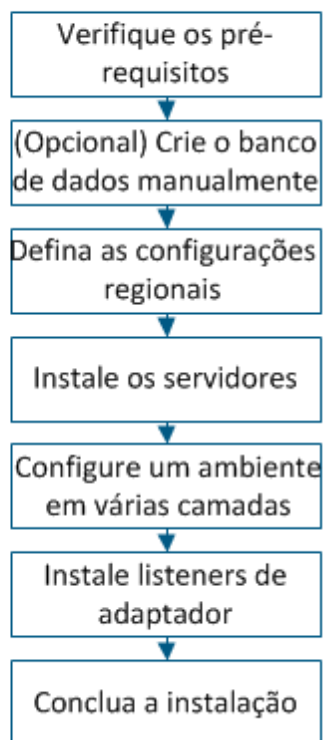 Verifique os pré-
requisitos
(Opcional) Crie o banco
de dados manualmente
Defina as configurações
regionais
Instale os servidores
Configure um ambiente
em várias camadas
Instale listeners de
adaptador
Conclua a instalação